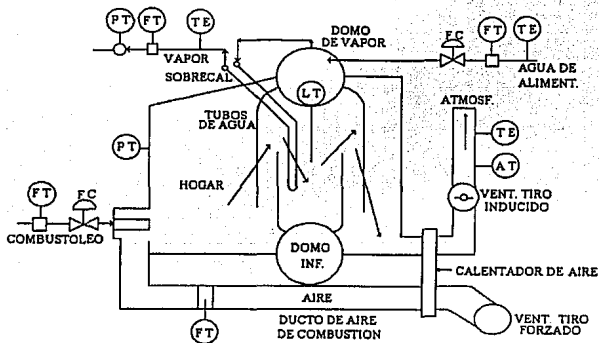 PT
FT
TE
VAPOR
SOBRECAL
DOMO
DE VAPOR
FC
FT
TE
AGUA DE
ALIMENT.
LT
TUBOS
DE AGUA
ATMOSF.
TE
AT
PT
HOGAR
VENT. TIRO
INDUCIDO
FT
FC
COMBUSTOLEO
DOMO
INF.
CALENTADOR DE AIRE
AIRE
FT
DUCTO DE AIRE
DE COMBUSTION
VENT. TIRO
FORZADO